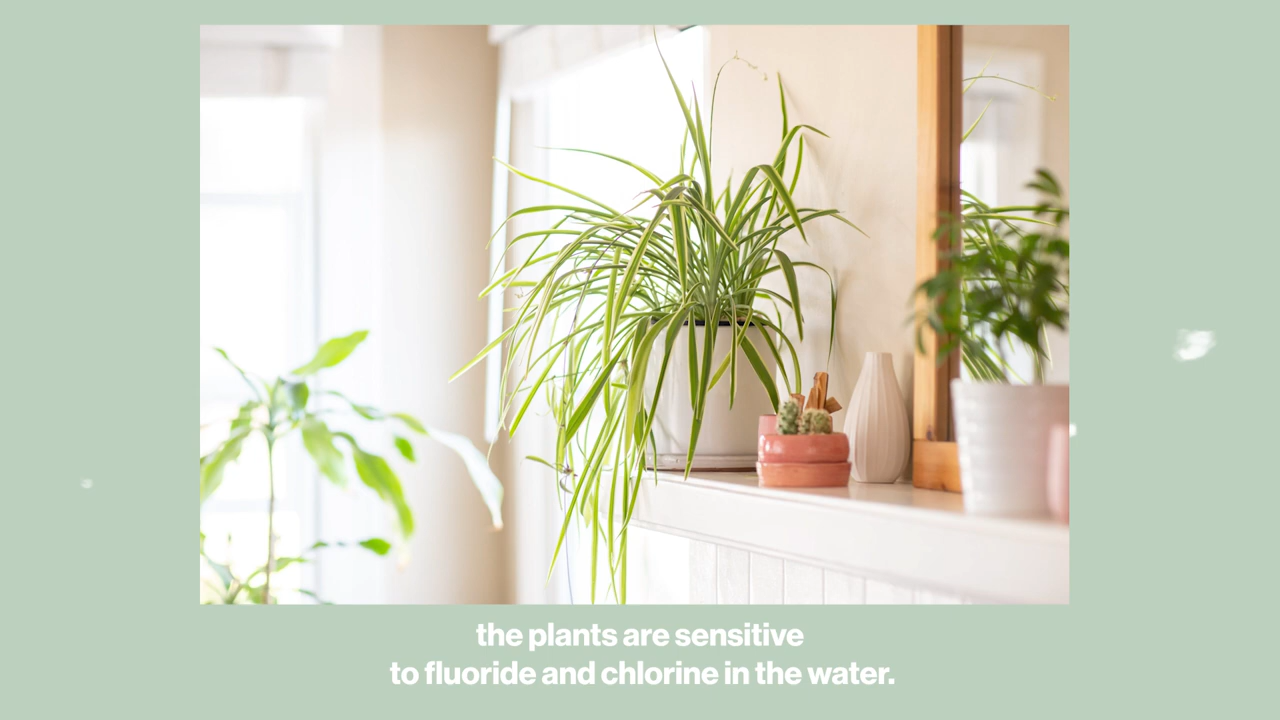 the plants are sensitive
to fluoride and chlorine in the water.